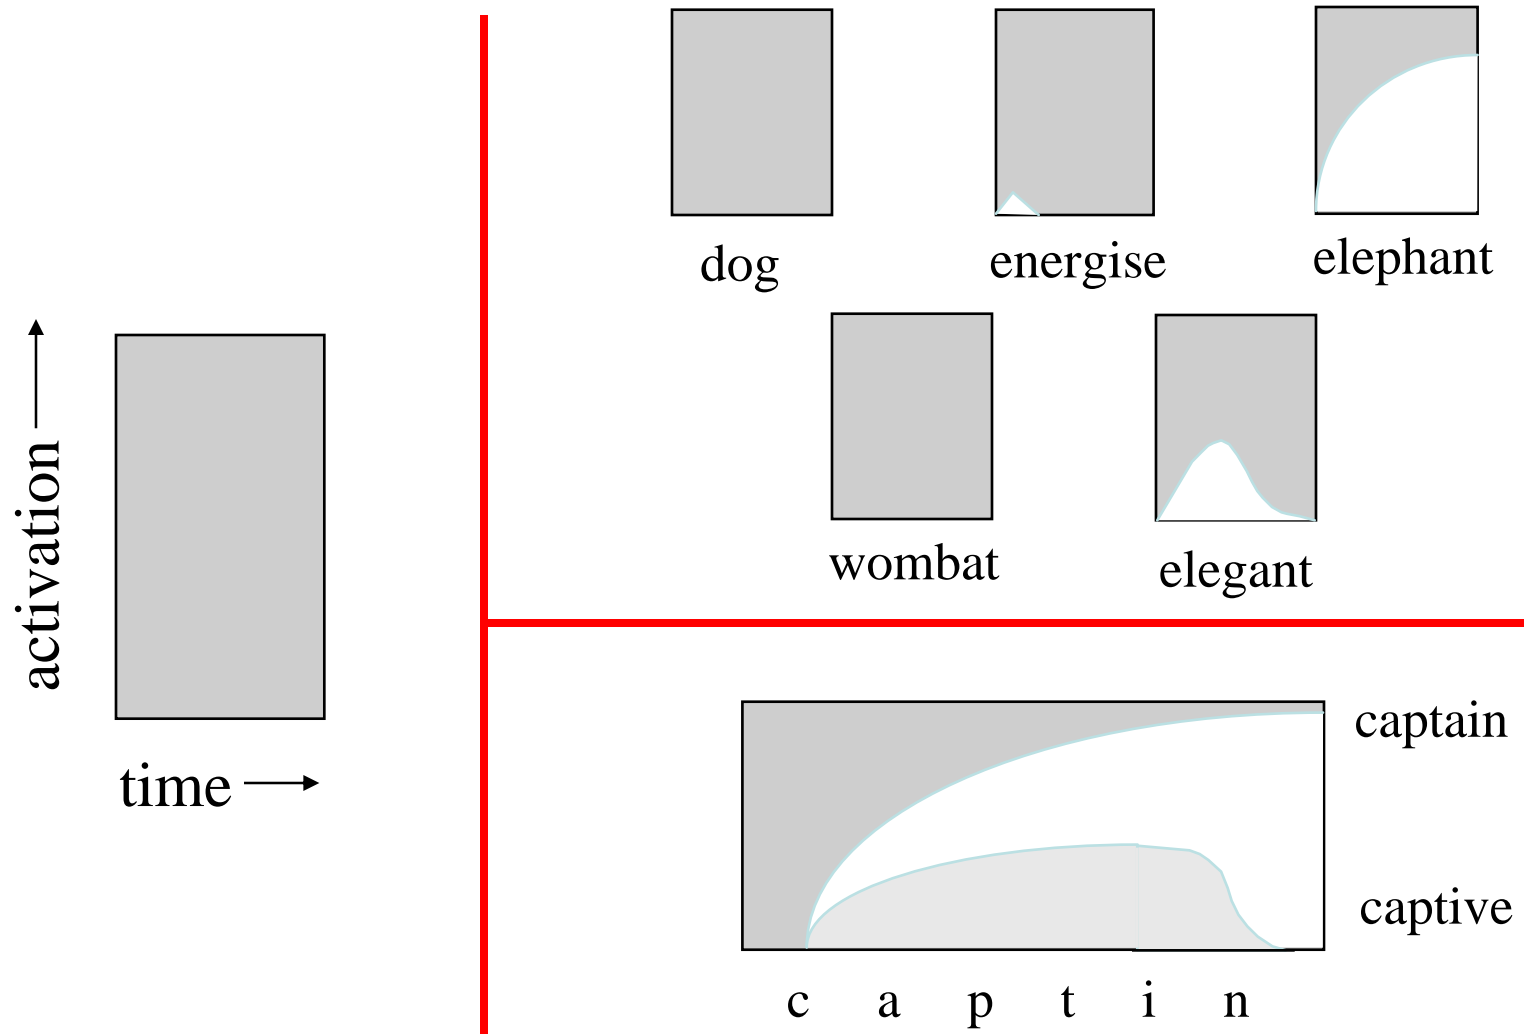 activation
time
dog
energise
elephant
wombat
elegant
captain
captive
c a p t i n